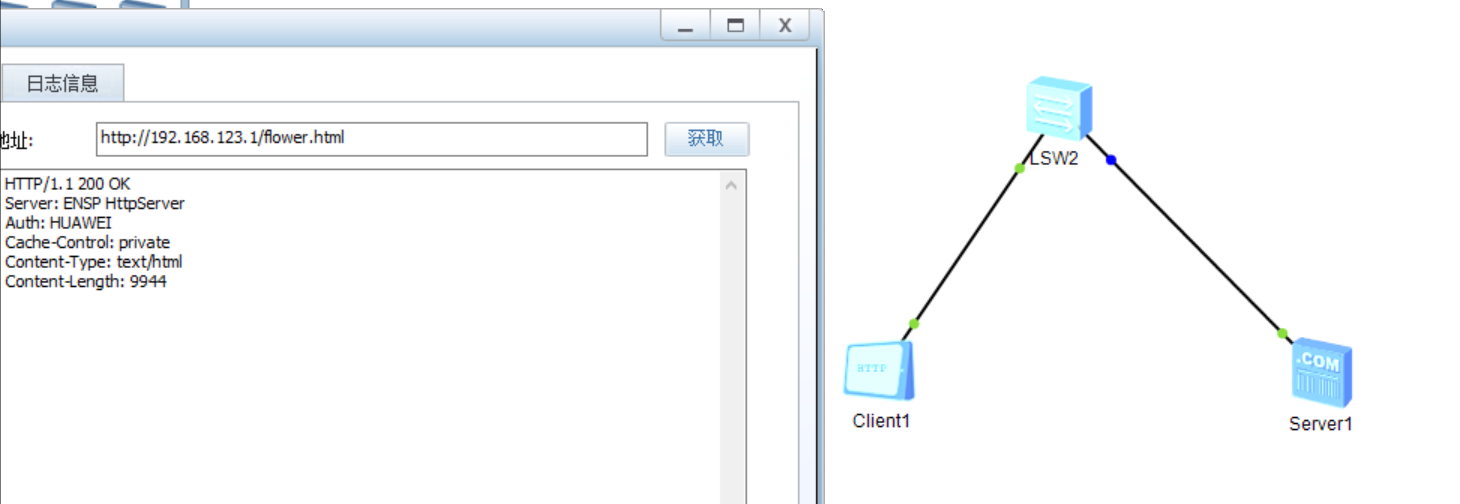 日志信息
地址:
http://192.168.123.1/flower.html
获取
HTTP/1.1 200 OK
Server: ENSP HttpServer
Auth: HUAWEI
Cache-Control: private
Content-Type: text/html
Content-Length: 9944
LSW2
HTTP
Client1
.COM
Server1